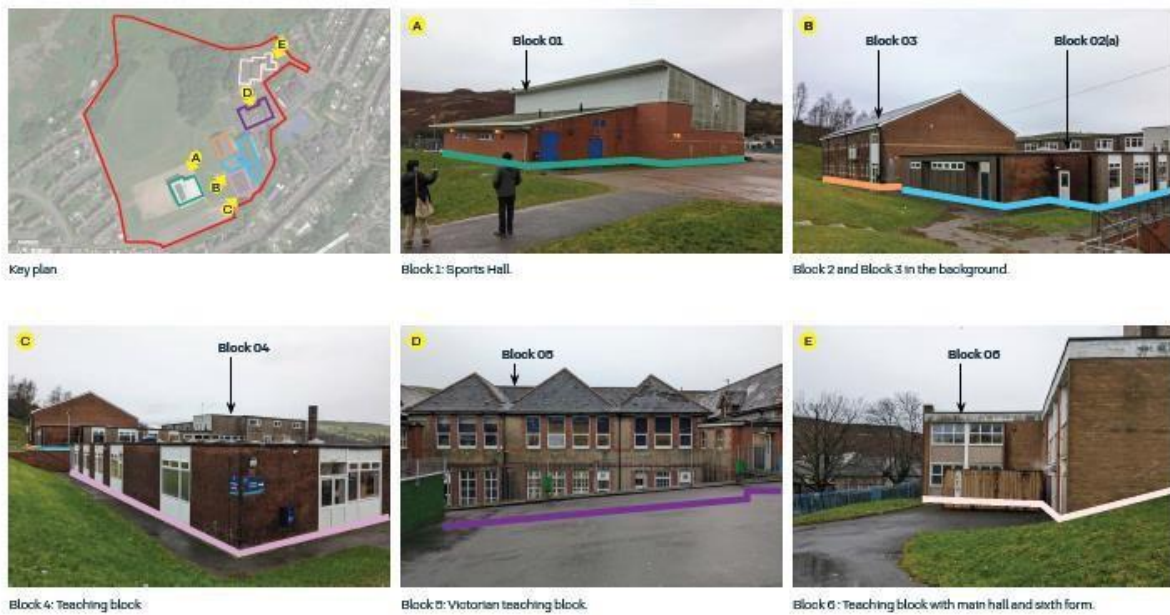 E
D
A
B
C
Key plan
A
Block 01
Block 1: Sports Hall.
B
Block 03
Block 02(a)
Block 2 and Block 3 in the background.
C
Block 04
Block 4: Teaching block
D
Block 05
Block 5: Victorian teaching block.
E
Block 06
Block 6 : Teaching block with main hall and sixth form.